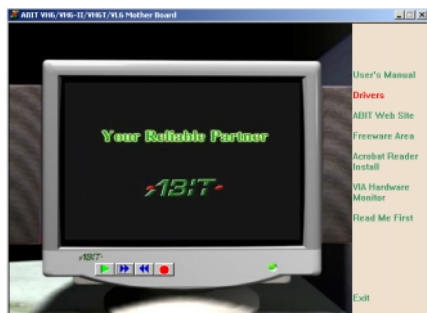 ABIT VH6/VH6-II/VH6T/VL6 Mother Board
User's Manual
Drivers
ABIT Web Site
Freeware Area
Acrobat Reader
Install
VIA Hardware
Monitor
Read Me First
Exit
Your Reliable Partner
ABIT
ABIT